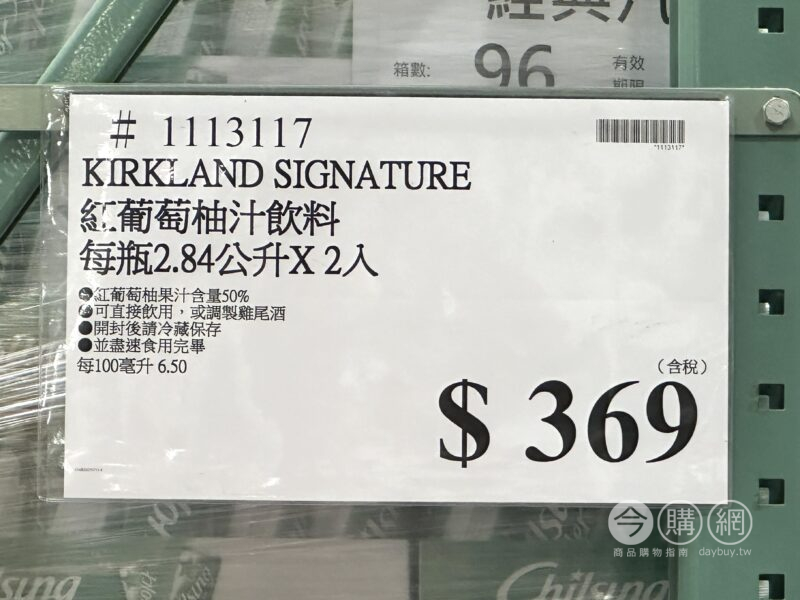 箱數: 96 有效
# 1113117
*1113117*
KIRKLAND SIGNATURE
紅葡萄柚汁飲料
每瓶2.84公升X 2入
●紅葡萄柚果汁含量50%
●可直接飲用，或調製雞尾酒
●開封後請冷藏保存
●並盡速食用完畢
每100毫升 6.50
（含稅）
$ 369
今購網
商品購物指南 daybuy.tw
Chilsung